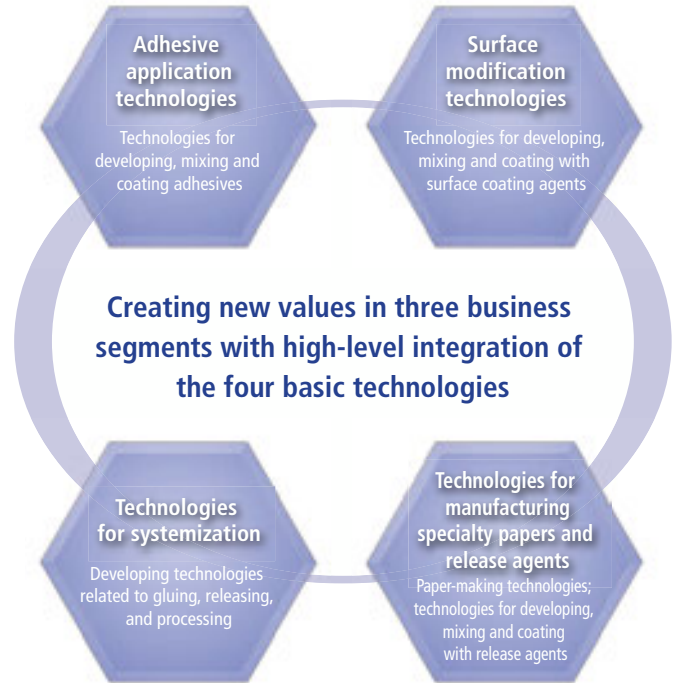 Adhesive
application
technologies
Technologies for
developing, mixing and
coating adhesives
Surface
modification
technologies
Technologies for developing,
mixing and coating with
surface coating agents
Creating new values in three business
segments with high-level integration of
the four basic technologies
Technologies
for systemization
Developing technologies
related to gluing, releasing,
and processing
Technologies for
manufacturing
specialty papers and
release agents
Paper-making technologies;
technologies for developing,
mixing and coating
with release agents